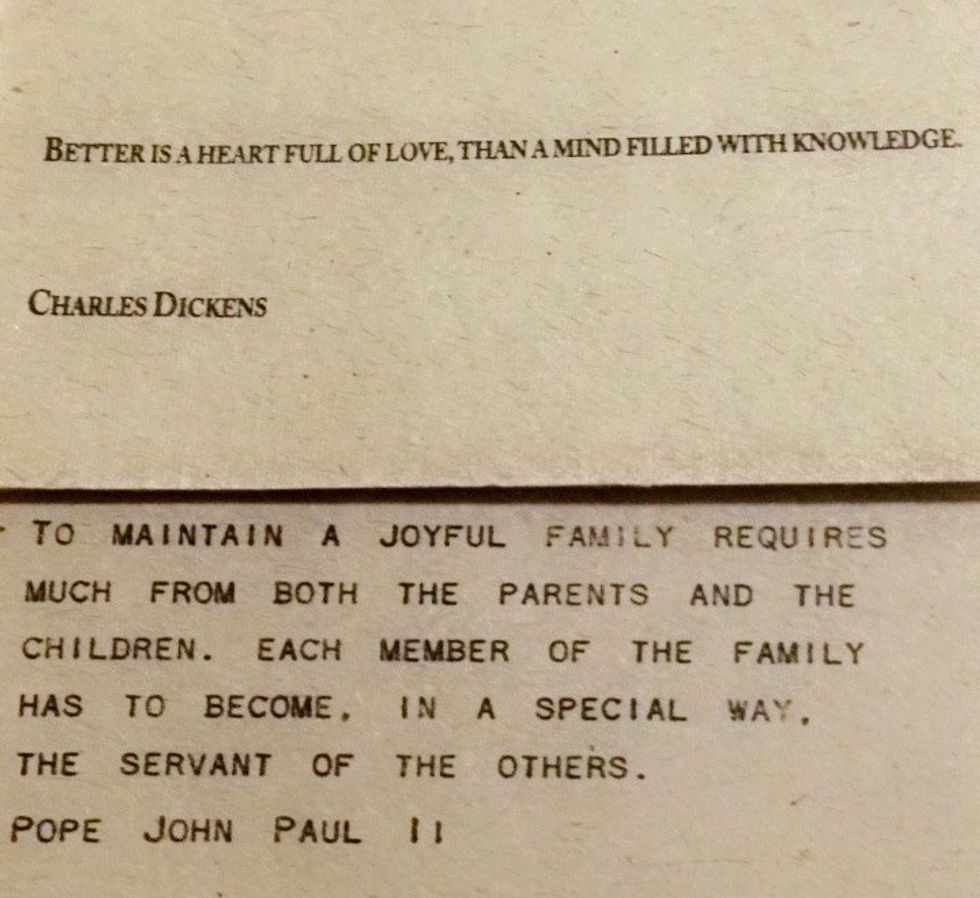 BETTER IS A HEART FULL OF LOVE, THAN A MIND FILLED WITH KNOWLEDGE.
CHARLES DICKENS
TO MAINTAIN A JOYFUL FAMILY REQUIRES
MUCH FROM BOTH THE PARENTS AND THE
CHILDREN. EACH MEMBER OF THE FAMILY
HAS TO BECOME, IN A SPECIAL WAY,
THE SERVANT OF THE OTHERS.
POPE JOHN PAUL II